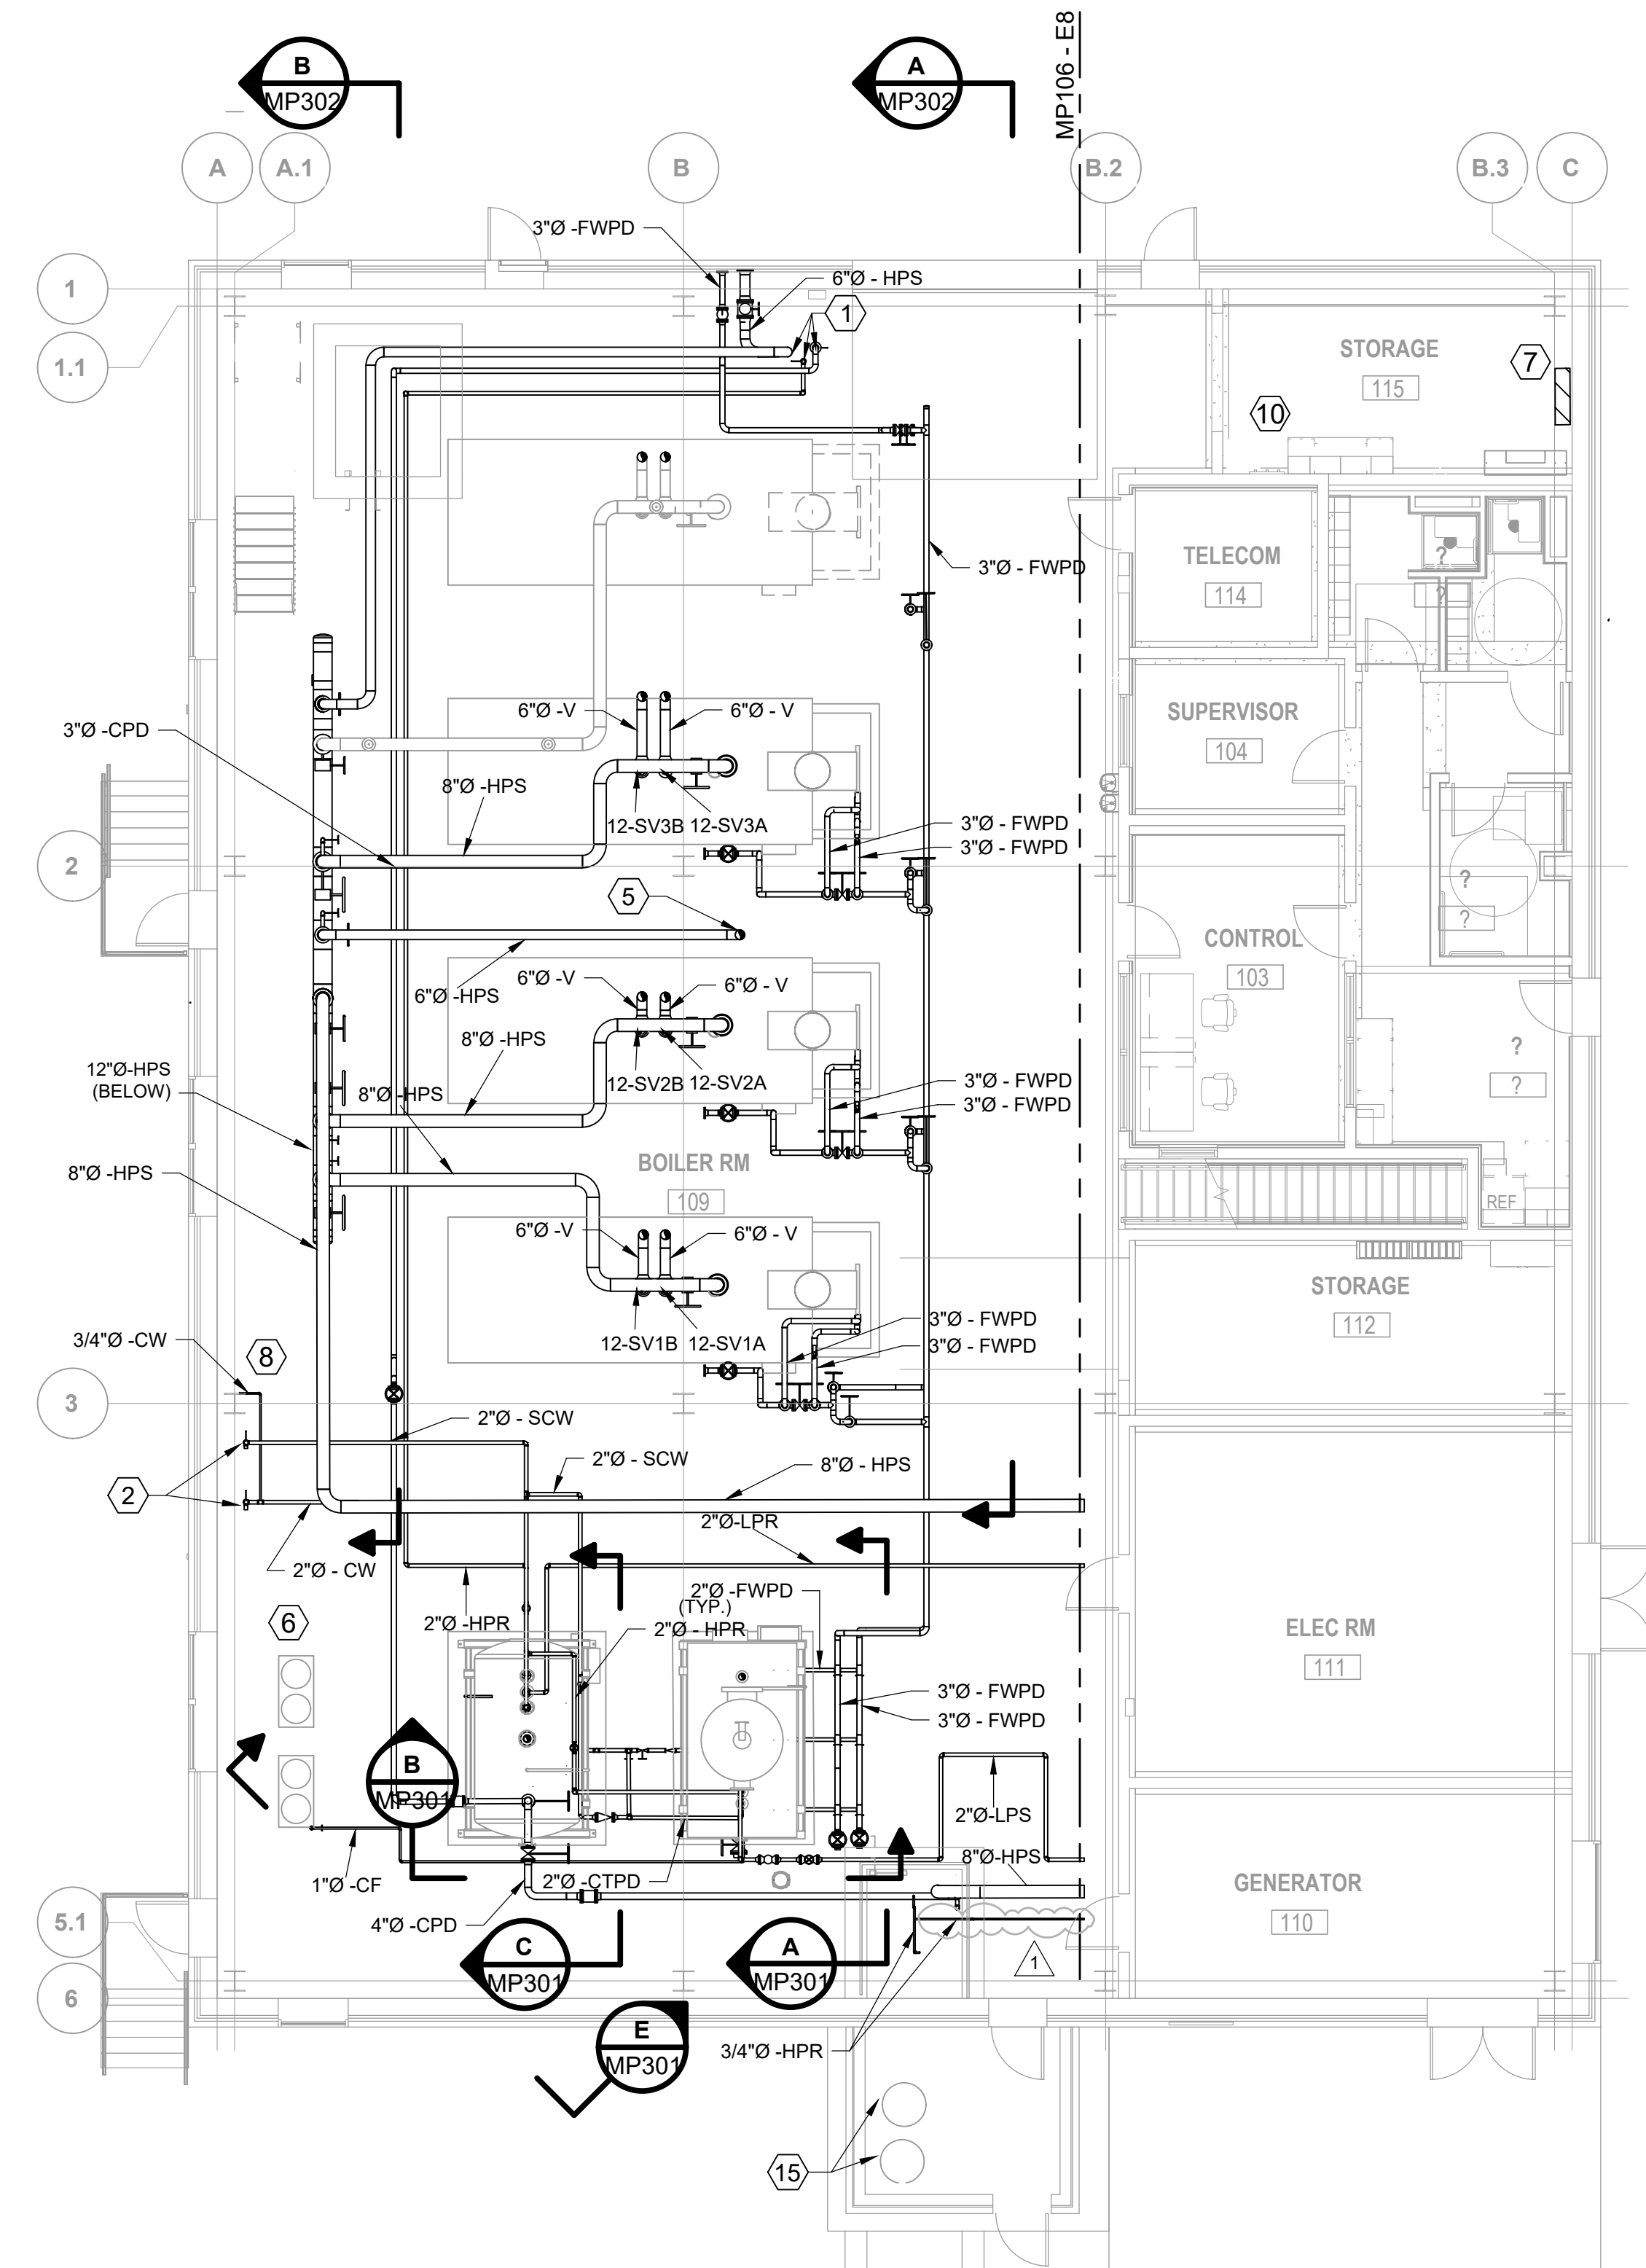 MP106 - E8
B
MP302
A
MP302
A
A.1
B
B.2
B.3
C
3"Ø -FWPD
6"Ø - HPS
1
1
1.1
STORAGE
115
7
10
TELECOM
114
?
?
3"Ø - FWPD
SUPERVISOR
104
6"Ø -V
6"Ø - V
3"Ø -CPD
8"Ø -HPS
12-SV3B
12-SV3A
3"Ø - FWPD
3"Ø - FWPD
2
5
?
?
CONTROL
103
6"Ø -V
6"Ø - V
6"Ø -HPS
8"Ø -HPS
?
?
12"Ø-HPS
(BELOW)
8"Ø -HPS
12-SV2B
12-SV2A
3"Ø - FWPD
3"Ø - FWPD
8"Ø -HPS
BOILER RM
109
REF
6"Ø -V
6"Ø - V
STORAGE
112
3/4"Ø -CW
8
12-SV1B
12-SV1A
3"Ø - FWPD
3"Ø - FWPD
3
2"Ø - SCW
2"Ø - SCW
8"Ø - HPS
2
2"Ø-LPR
2"Ø - CW
2"Ø -FWPD
(TYP.)
6
2"Ø -HPR
2"Ø - HPR
ELEC RM
111
3"Ø - FWPD
3"Ø - FWPD
B
MP301
2"Ø-LPS
8"Ø-HPS
1"Ø -CF
2"Ø -CTPD
GENERATOR
110
4"Ø -CPD
5.1
C
MP301
A
MP301
1
6
E
MP301
3/4"Ø -HPR
15